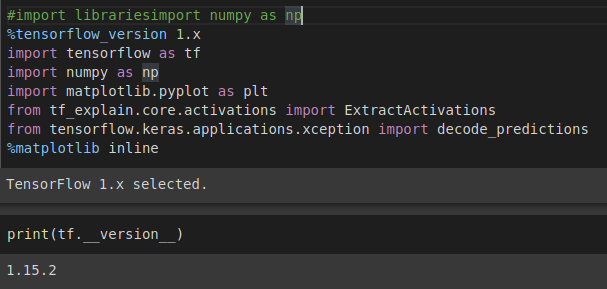 #import librariesimport numpy as np
%tensorflow_version 1.x
import tensorflow as tf
import numpy as np
import matplotlib.pyplot as plt
from tf_explain.core.activations import ExtractActivations
from tensorflow.keras.applications.xception import decode_predictions
%matplotlib inline
TensorFlow 1.x selected.
print(tf.__version__)
1.15.2